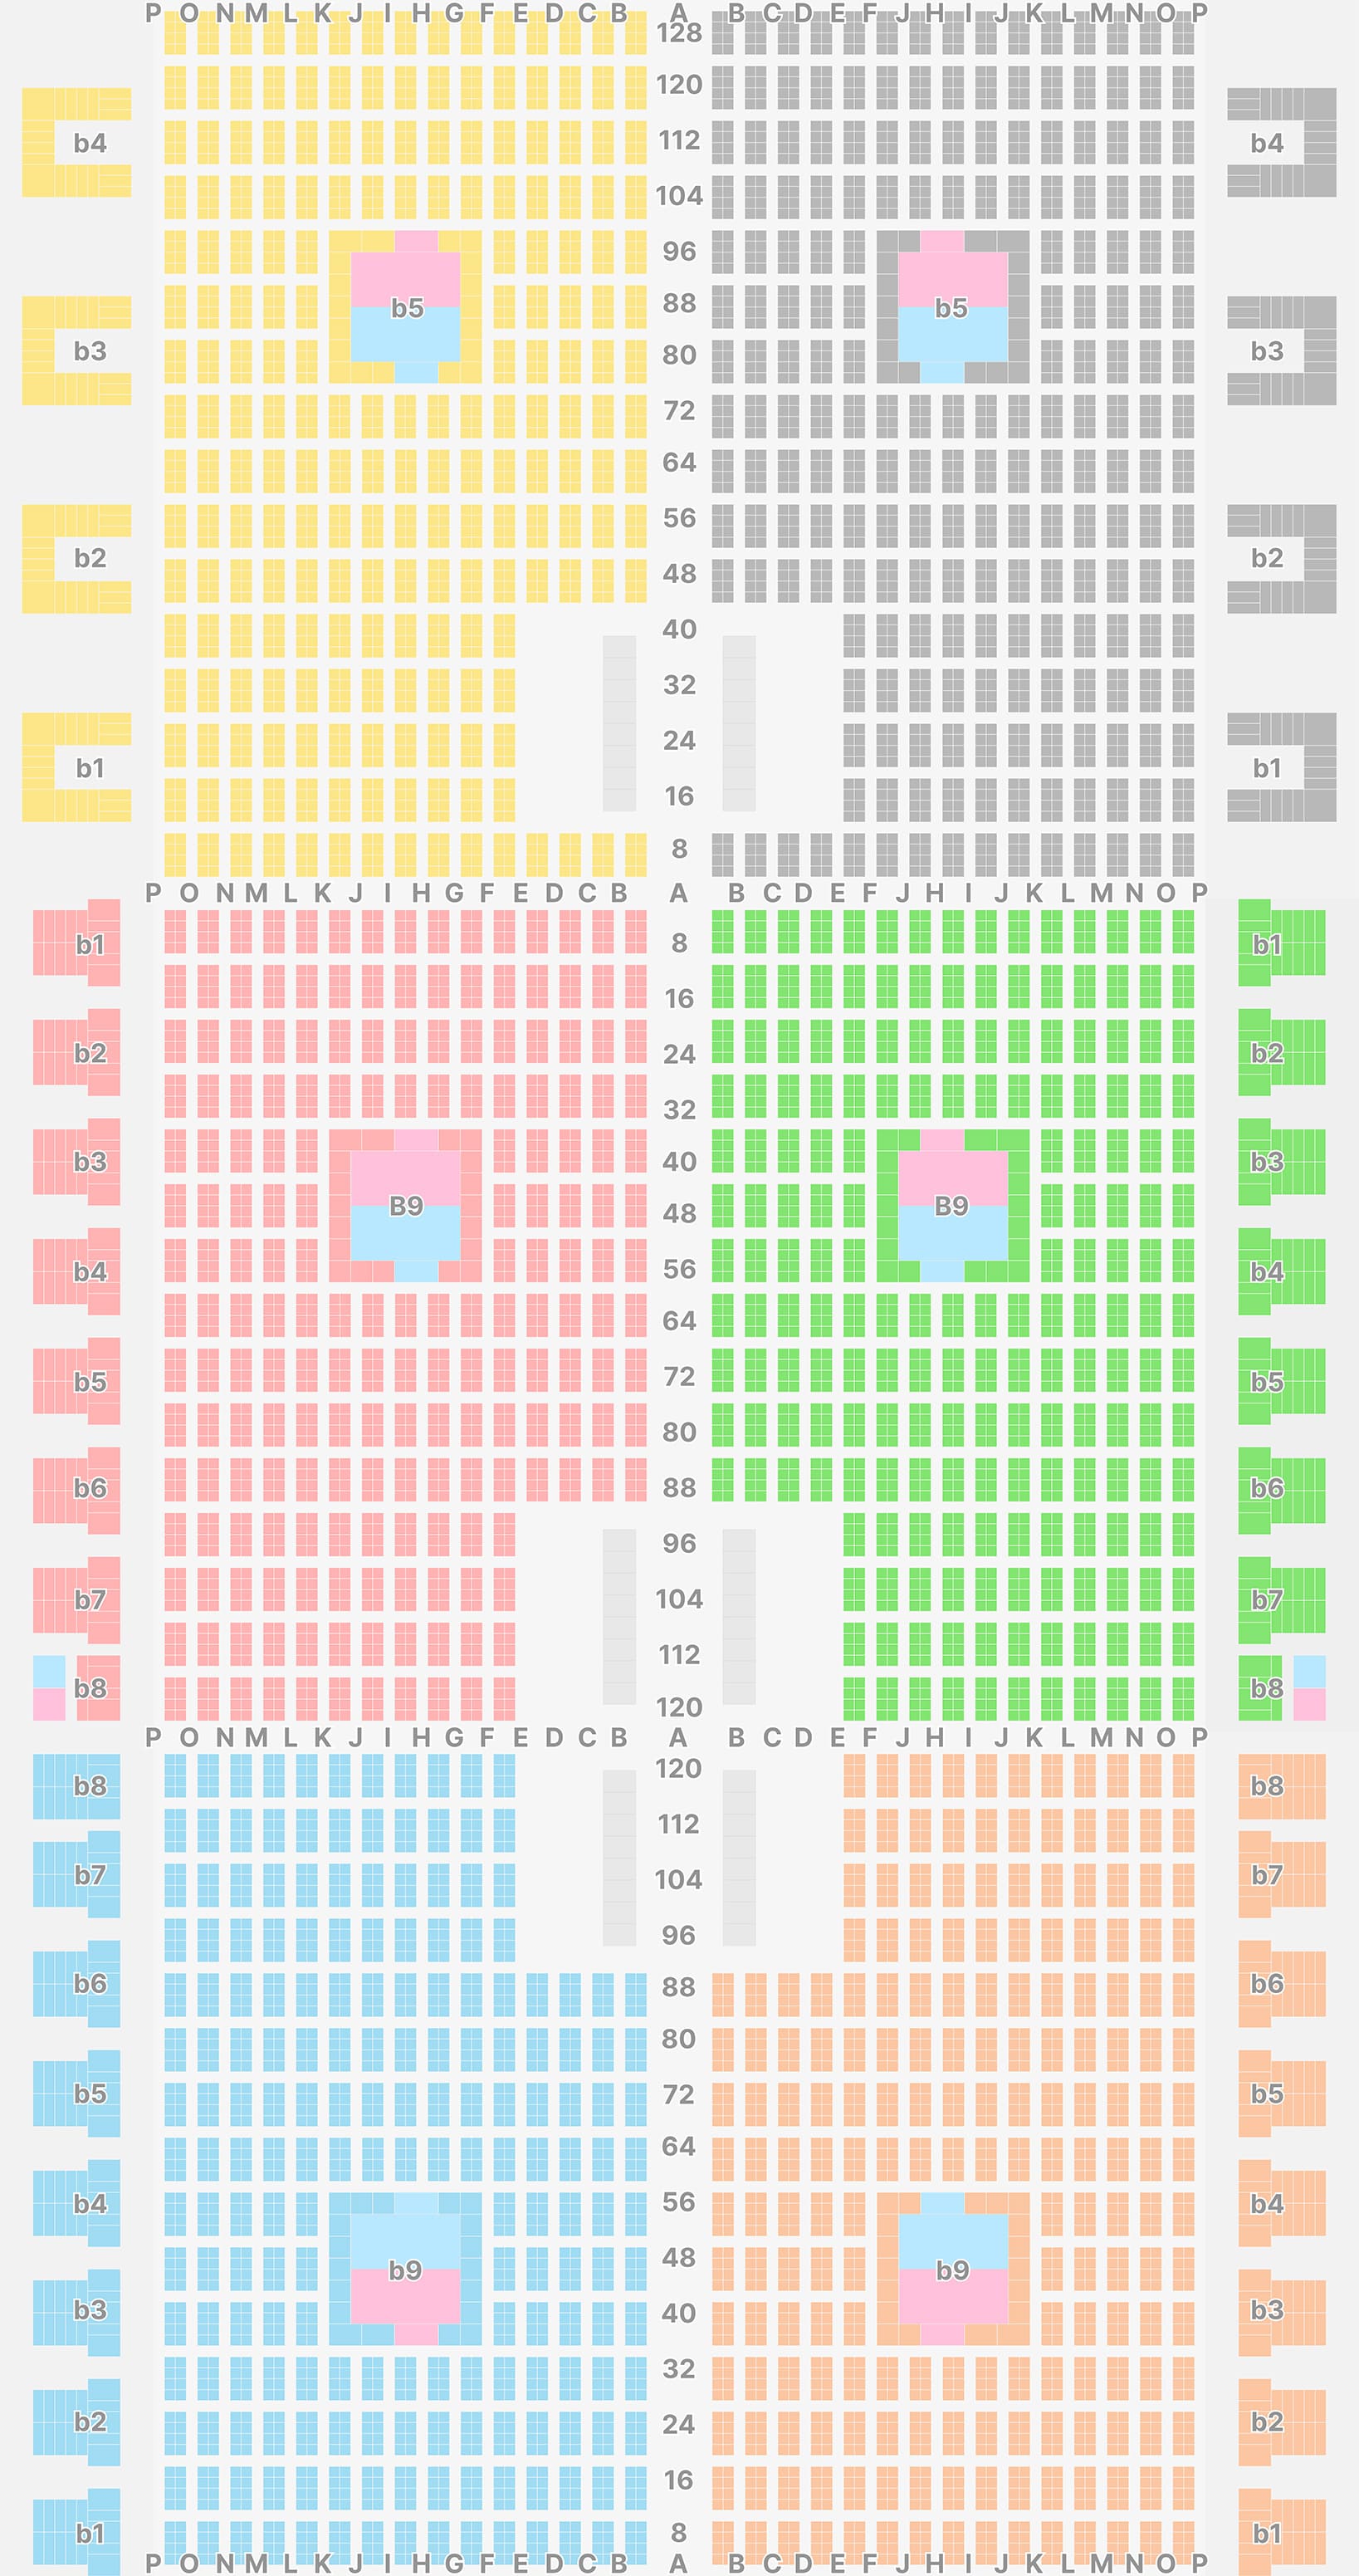 P O N M L K J I H G F E D C B A B C D E F J H I J K L M N O P
128
120
b4 112 b4
104
96
b5 88 b5
b3 80 b3
72
64
56
b2 48 b2
40
32
24
b1 16 b1
8
P O N M L K J I H G F E D C B A B C D E F J H I J K L M N O P
b1 8 b1
16
b2 24 b2
32
b3 40 b3
B9 48 B9
b4 56 b4
64
b5 72 b5
80
b6 88 b6
96
b7 104 b7
112
b8 120 b8
P O N M L K J I H G F E D C B A B C D E F J H I J K L M N O P
120
b8 112 b8
b7 104 b7
96
b6 88 b6
80
b5 72 b5
64
b4 56 b4
b9 48 b9
b3 40 b3
32
b2 24 b2
16
b1 8 b1
P O N M L K J I H G F E D C B A B C D E F J H I J K L M N O P